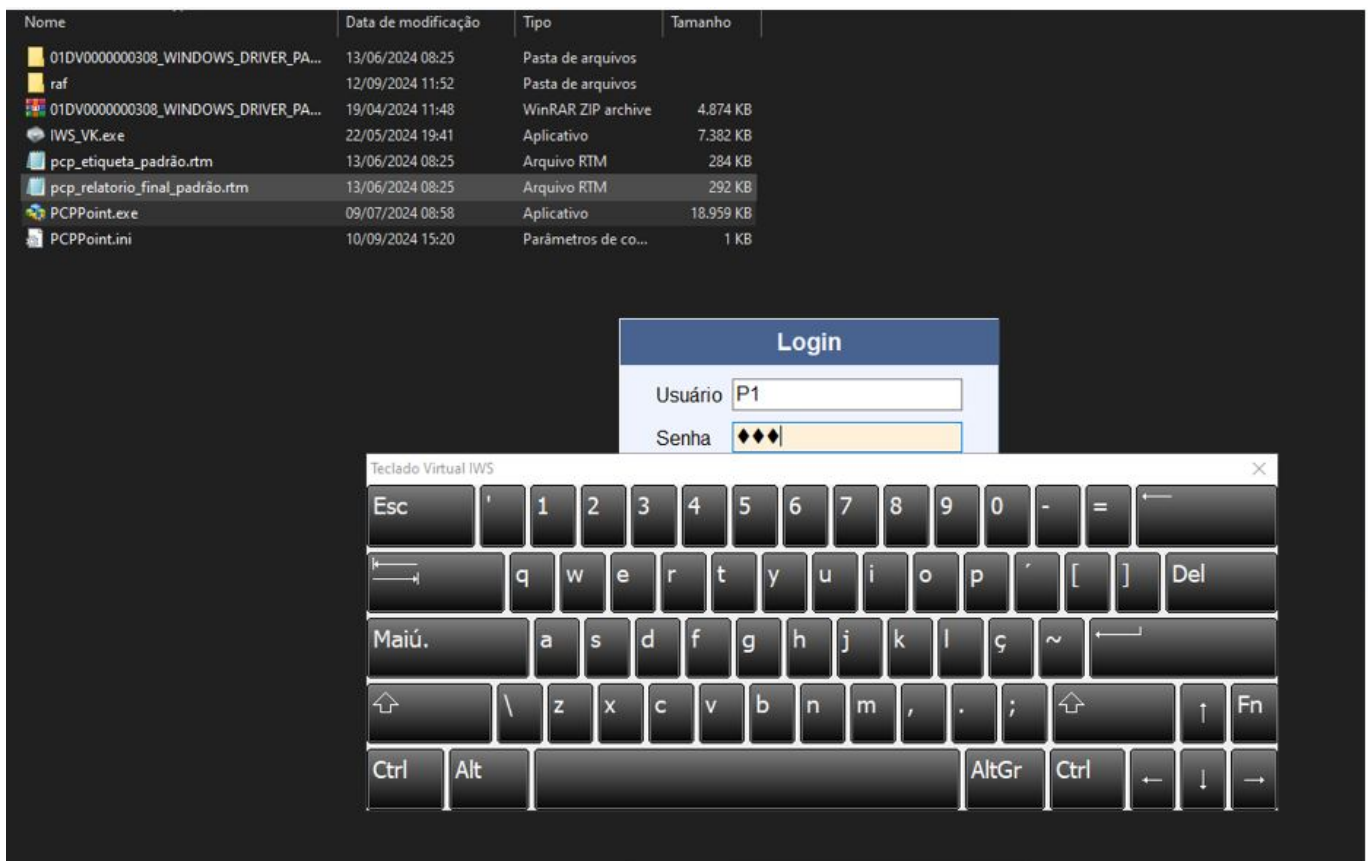 Nome Data de modificação Tipo Tamanho
01DV0000000308_WINDOWS_DRIVER_PA... 13/06/2024 08:25 Pasta de arquivos
raf 12/09/2024 11:52 Pasta de arquivos
01DV0000000308_WINDOWS_DRIVER_PA... 19/04/2024 11:48 WinRAR ZIP archive 4.874 KB
IWS_VK.exe 22/05/2024 19:41 Aplicativo 7.382 KB
pcp_etiqueta_padrão.rtm 13/06/2024 08:25 Arquivo RTM 284 KB
pcp_relatorio_final_padrão.rtm 13/06/2024 08:25 Arquivo RTM 292 KB
PCPPoint.exe 09/07/2024 08:58 Aplicativo 18.959 KB
PCPPoint.ini 10/09/2024 15:20 Parâmetros de co... 1 KB
Login
Usuário P1
Senha ♦♦♦
Teclado Virtual IWS
Esc ' 1 2 3 4 5 6 7 8 9 0 - = ←
q w e r t y u i o p ´ [ ] Del
Maiú. a s d f g h j k l ç ~
\ z x c v b n m , . ; ↑ Fn
Ctrl Alt AltGr Ctrl ← ↓ →